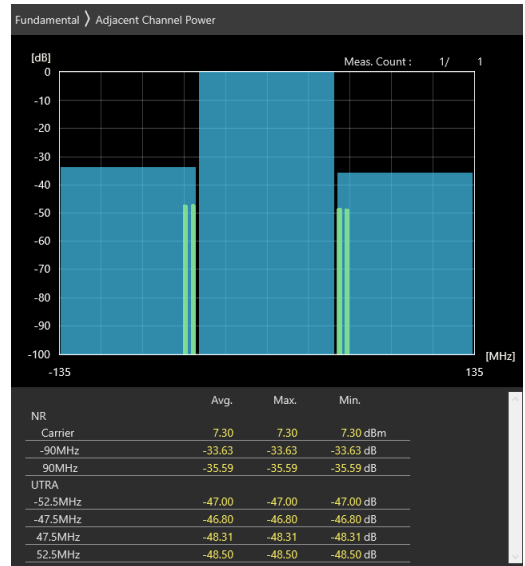 Fundamental 〉 Adjacent Channel Power
[dB]
Meas. Count : 1/ 1
0
-10
-20
-30
-40
-50
-60
-70
-80
-90
-100
[MHz]
-135 135
Avg. Max. Min.
NR
Carrier 7.30 7.30 7.30 dBm
-90MHz -33.63 -33.63 -33.63 dB
90MHz -35.59 -35.59 -35.59 dB
UTRA
-52.5MHz -47.00 -47.00 -47.00 dB
-47.5MHz -46.80 -46.80 -46.80 dB
47.5MHz -48.31 -48.31 -48.31 dB
52.5MHz -48.50 -48.50 -48.50 dB